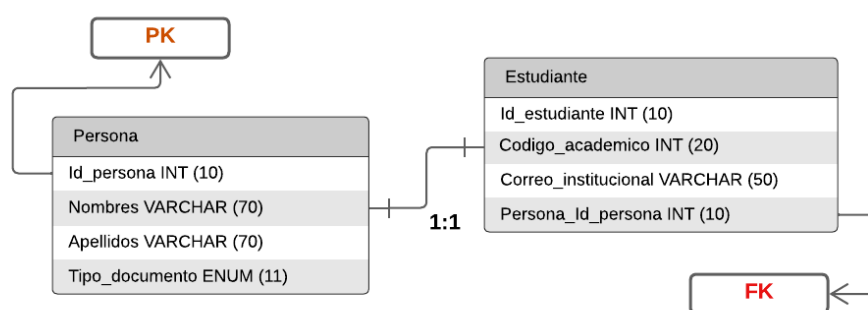 PK
Persona
Id_persona INT (10)
Nombres VARCHAR (70)
Apellidos VARCHAR (70)
Tipo_documento ENUM (11)
1:1
Estudiante
Id_estudiante INT (10)
Codigo_academico INT (20)
Correo_institucional VARCHAR (50)
Persona_Id_persona INT (10)
FK